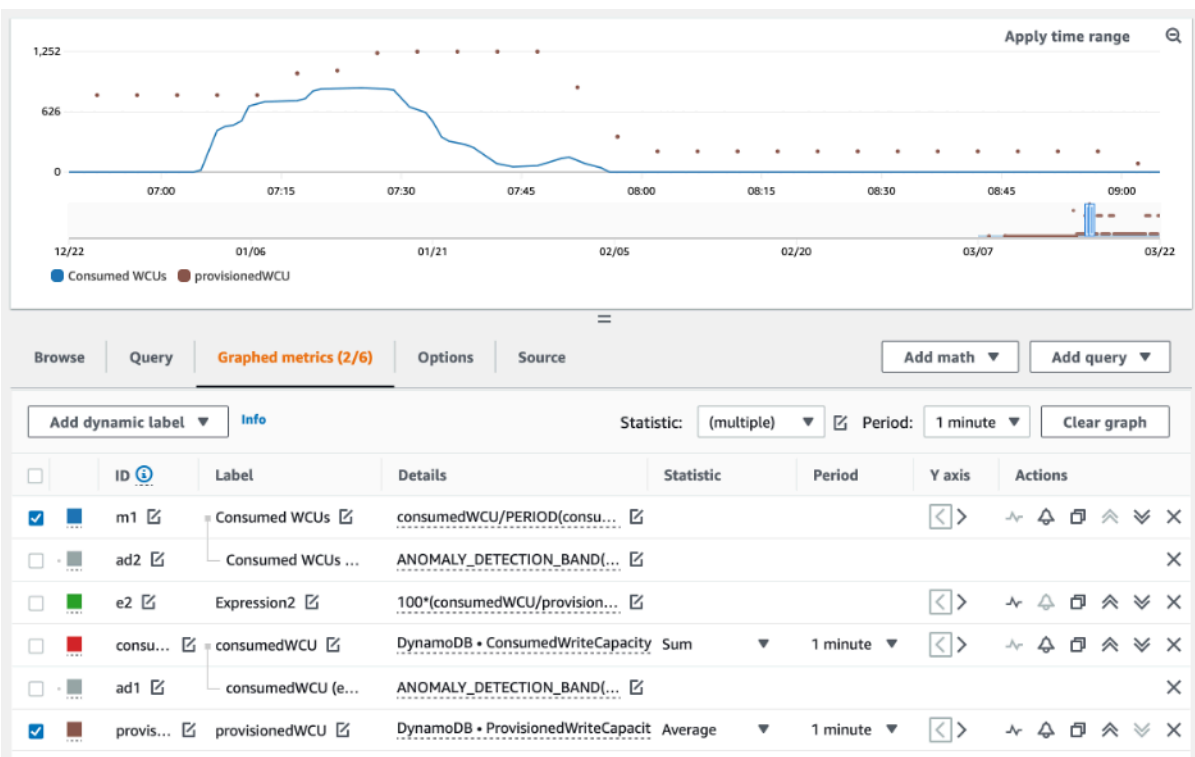 Apply time range
1,252
626
0
07:00 07:15 07:30 07:45 08:00 08:15 08:30 08:45 09:00
12/22 01/06 01/21 02/05 02/20 03/07 03/22
Consumed WCUs provisionedWCU
=
Browse Query Graphed metrics (2/6) Options Source Add math ▼ Add query ▼
Add dynamic label ▼ Info Statistic: (multiple) ▼ Period: 1 minute ▼ Clear graph
ID Label Details Statistic Period Y axis Actions
m1 Consumed WCUs consumedWCU/PERIOD(consu... < >
ad2 Consumed WCUs ... ANOMALY_DETECTION_BAND(...
e2 Expression2 100*(consumedWCU/provision... < >
consu... consumedWCU DynamoDB • ConsumedWriteCapacity Sum ▼ 1 minute ▼ < >
ad1 consumedWCU (e... ANOMALY_DETECTION_BAND(...
provis... provisionedWCU DynamoDB • ProvisionedWriteCapacit Average ▼ 1 minute ▼ < >